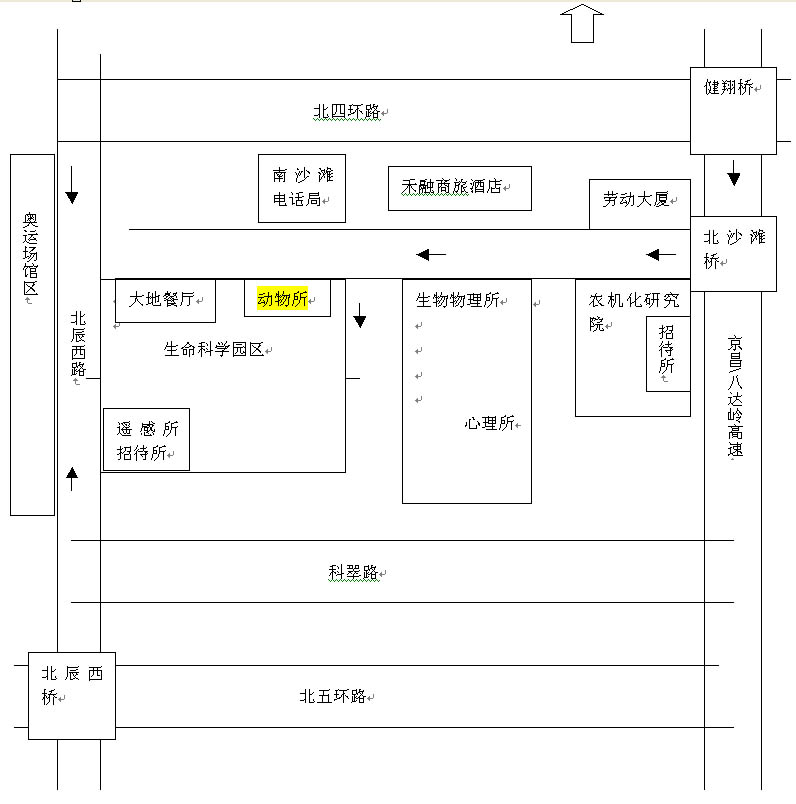 健翔桥
北四环路
南沙滩
电话局
禾融商旅酒店
劳动大厦
奥运场馆区
北沙滩
桥
大地餐厅
动物所
生物物理所
农机化研究
院
北辰西路
生命科学园区
招待所
京昌/八达岭高速
遥感所
招待所
心理所
科翠路
北辰西
桥
北五环路